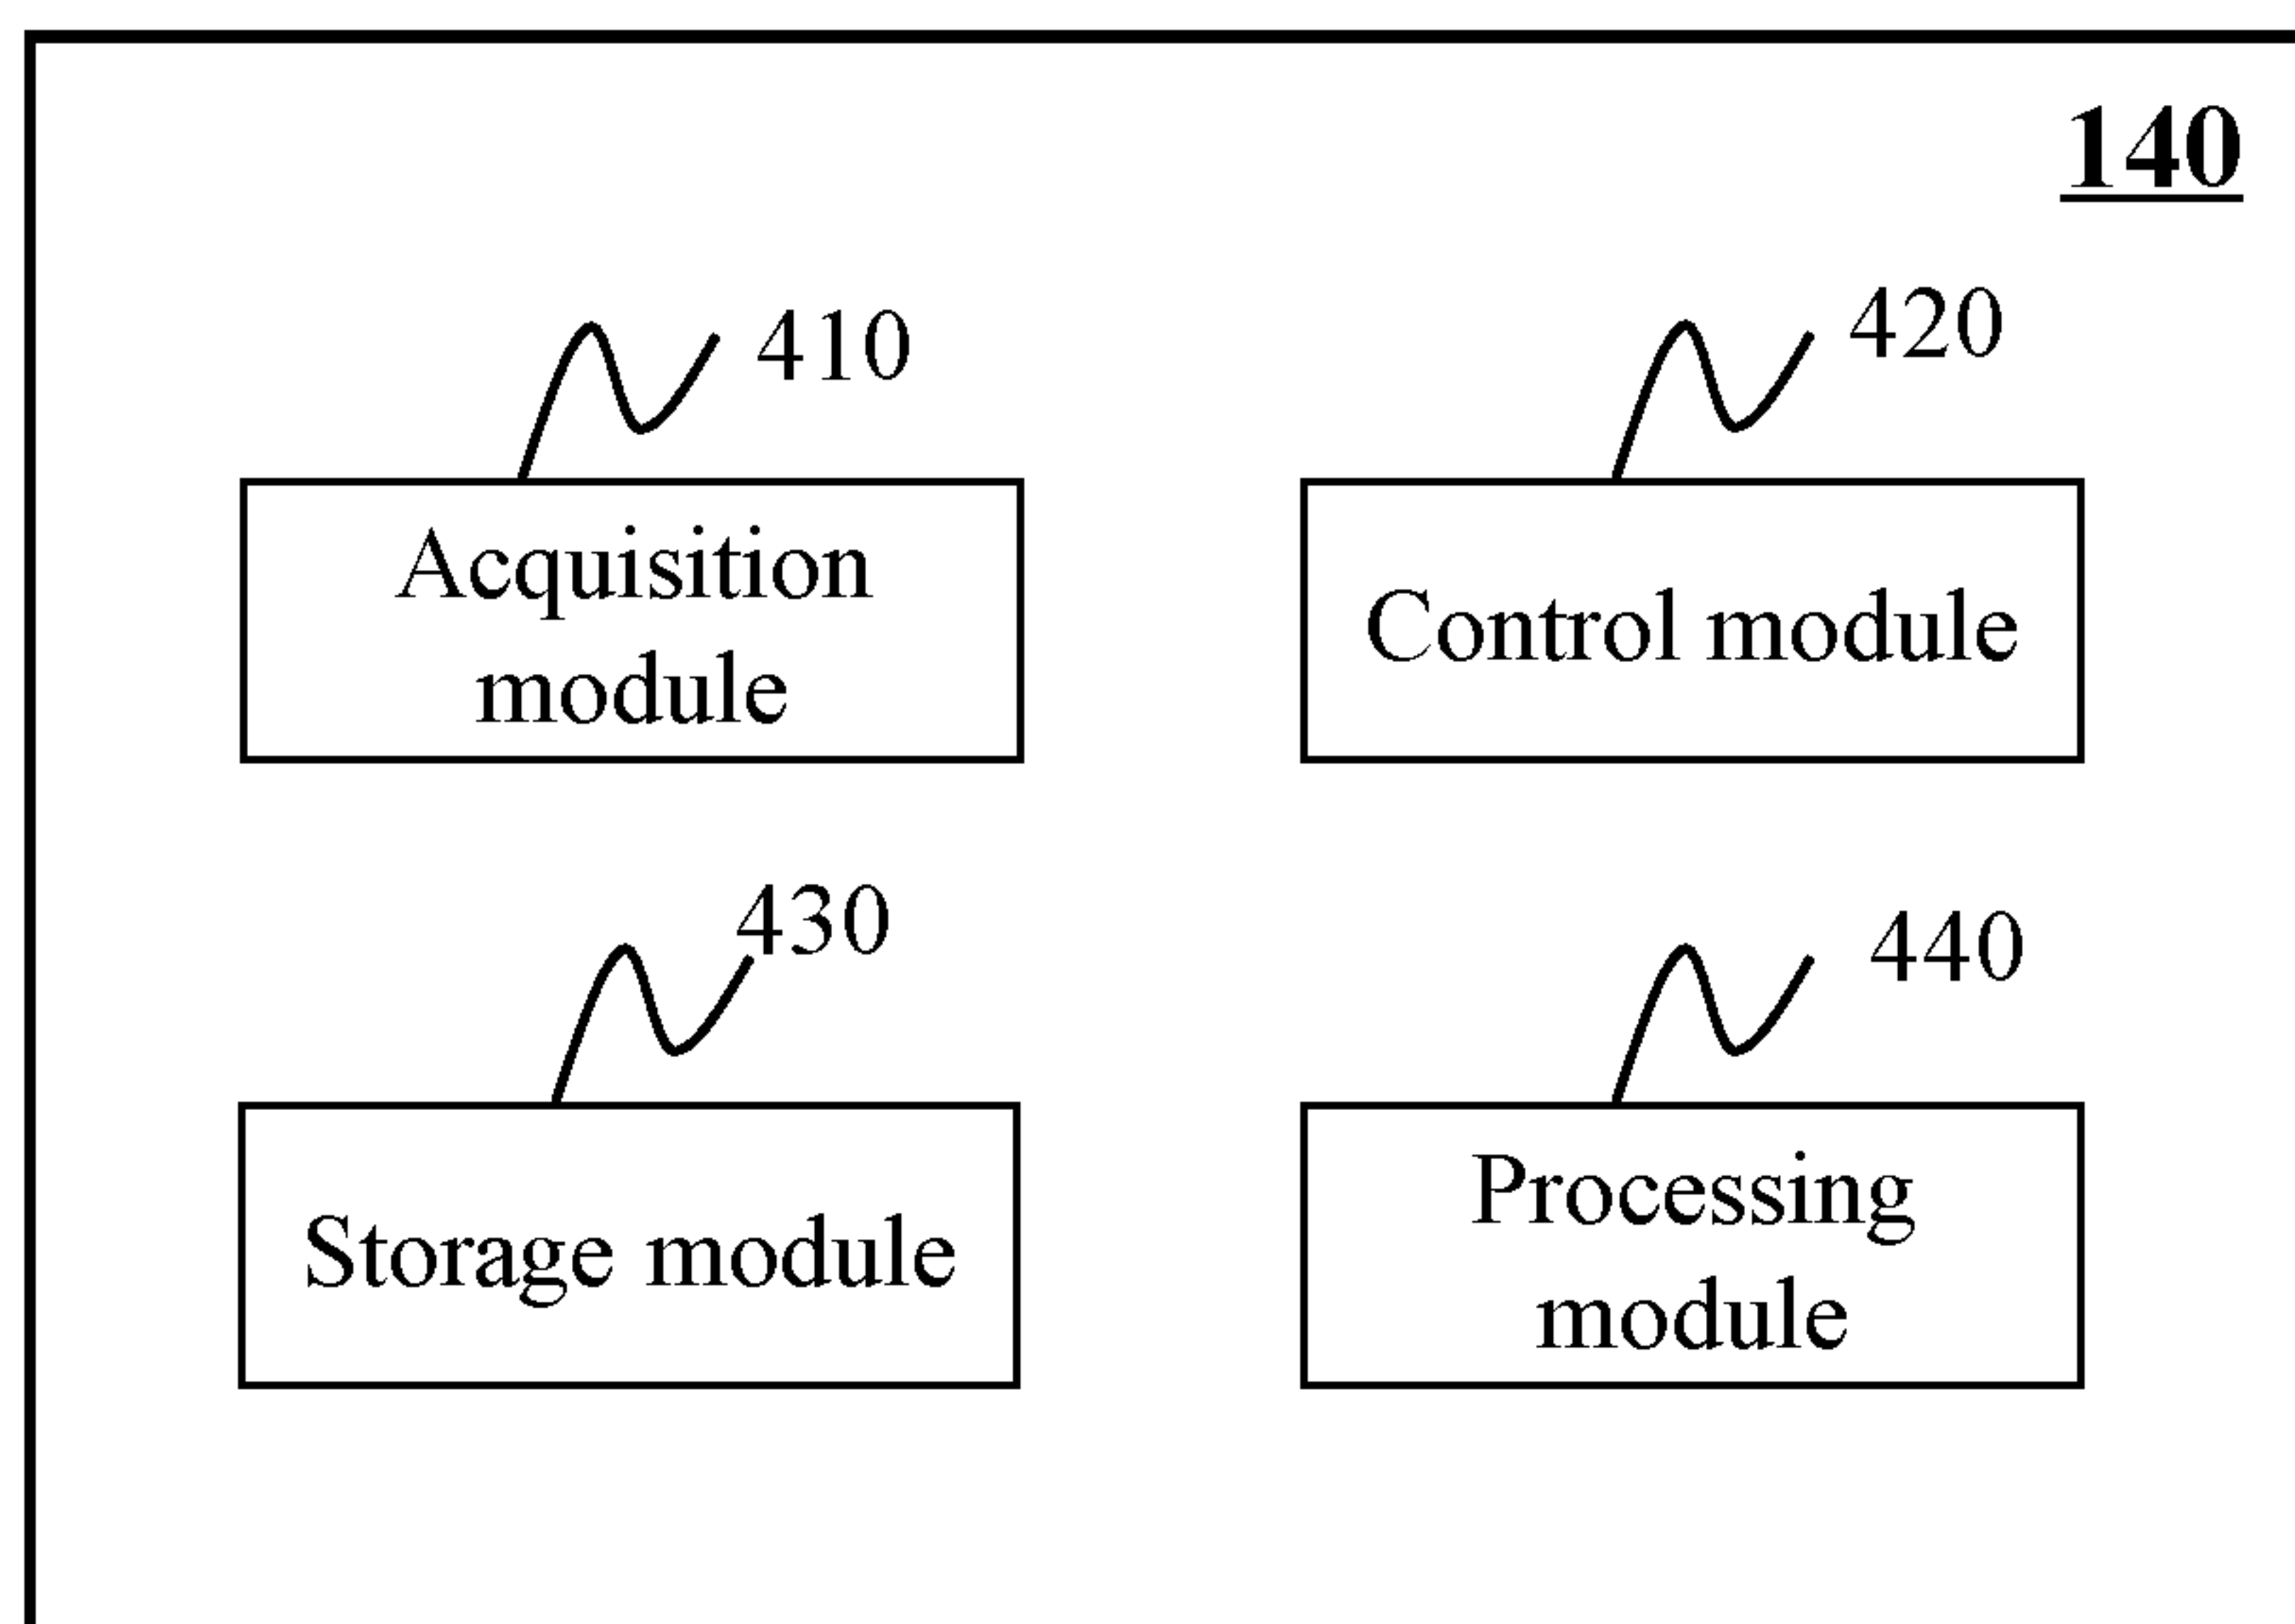 140
410
420
Acquisition
module
Control module
430
440
Storage module
Processing
module